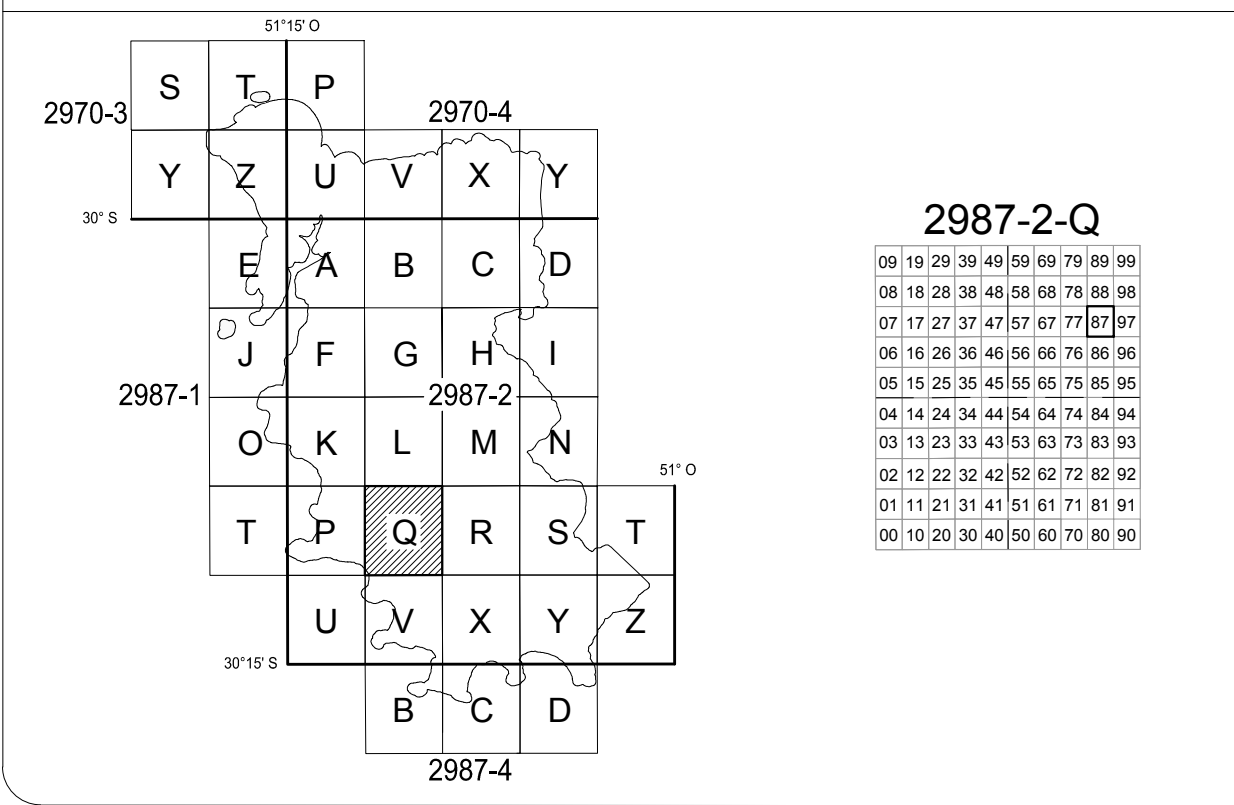 51°15' O
S T P
2970-3
2970-4
Y Z U V X Y
30° S
E A B C D
J F G H I
2987-1
2987-2
O K L M N
51° O
T P Q R S T
U V X Y Z
30°15' S
B C D
2987-4
2987-2-Q
09 19 29 39 49 59 69 79 89 99
08 18 28 38 48 58 68 78 88 98
07 17 27 37 47 57 67 77 87 97
06 16 26 36 46 56 66 76 86 96
05 15 25 35 45 55 65 75 85 95
04 14 24 34 44 54 64 74 84 94
03 13 23 33 43 53 63 73 83 93
02 12 22 32 42 52 62 72 82 92
01 11 21 31 41 51 61 71 81 91
00 10 20 30 40 50 60 70 80 90